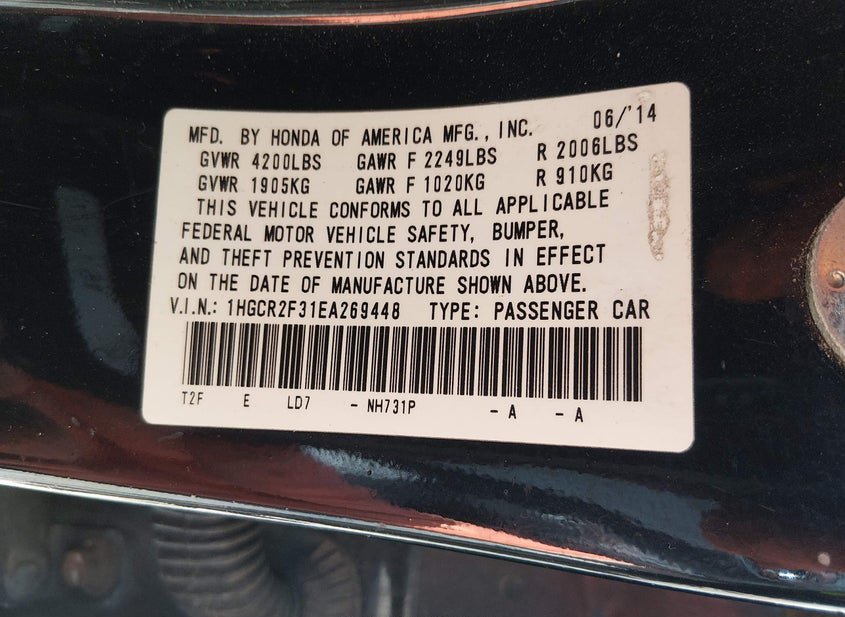 MFD. BY HONDA OF AMERICA MFG., INC. 06/'14
GVWR 4200LBS GAWR F 2249LBS R 2006LBS
GVWR 1905KG GAWR F 1020KG R 910KG
THIS VEHICLE CONFORMS TO ALL APPLICABLE
FEDERAL MOTOR VEHICLE SAFETY, BUMPER,
AND THEFT PREVENTION STANDARDS IN EFFECT
ON THE DATE OF MANUFACTURE SHOWN ABOVE.
V.I.N.: 1HGCR2F31EA269448 TYPE: PASSENGER CAR
T2F E LD7 - NH731P - A - A